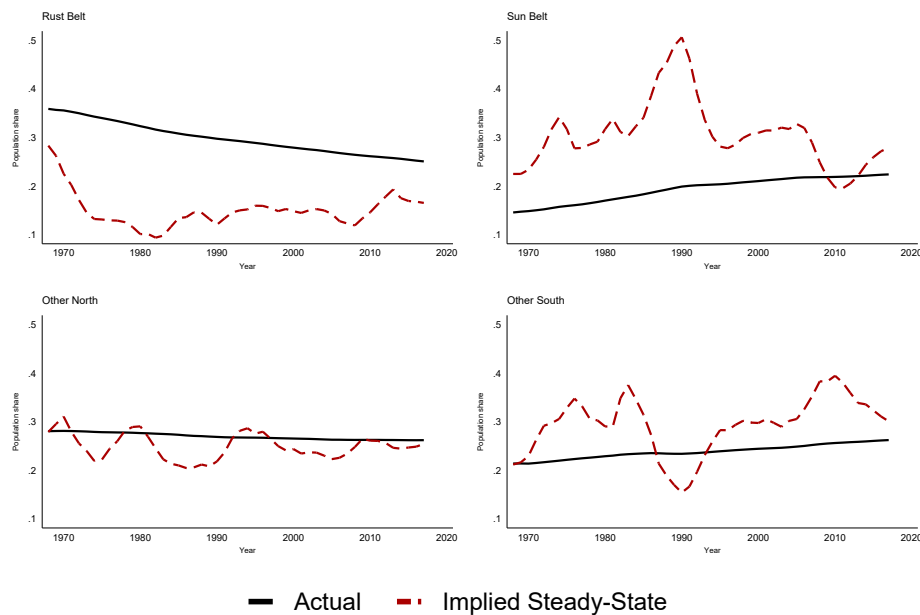 Rust Belt
Population share
.5
.4
.3
.2
.1
1970 1980 1990 2000 2010 2020
Year
Sun Belt
Population share
.5
.4
.3
.2
.1
1970 1980 1990 2000 2010 2020
Year
Other North
Population share
.5
.4
.3
.2
.1
1970 1980 1990 2000 2010 2020
Year
Other South
Population share
.5
.4
.3
.2
.1
1970 1980 1990 2000 2010 2020
Year
Actual Implied Steady-State